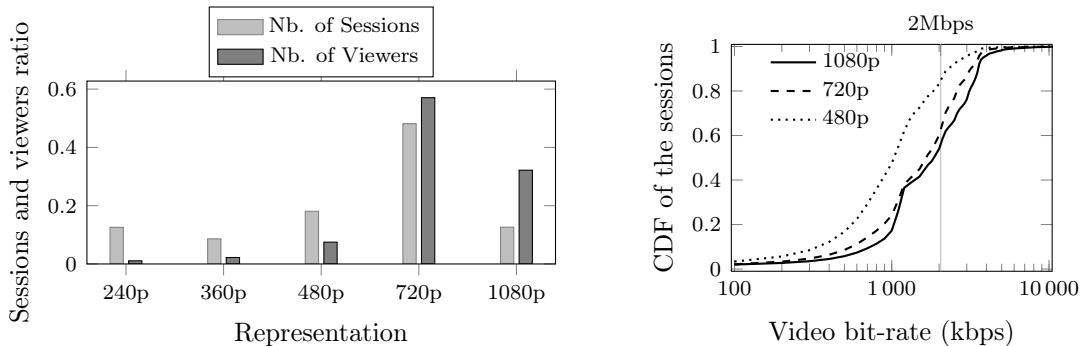 Nb. of Sessions
Nb. of Viewers
Sessions and viewers ratio
0.6
0.4
0.2
0
240p 360p 480p 720p 1080p
Representation
2Mbps
1080p
720p
480p
CDF of the sessions
1
0.8
0.6
0.4
0.2
0
100 1 000 10 000
Video bit-rate (kbps)